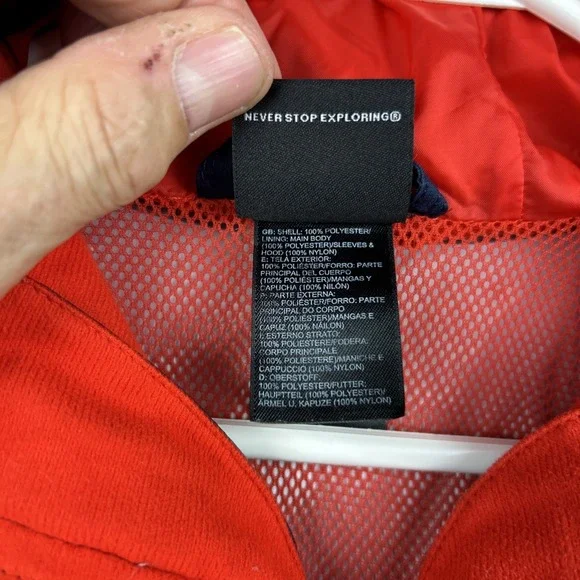 NEVER STOP EXPLORING®
GB: SHELL: 100% POLYESTER/
LINING: MAIN BODY
(100% POLYESTER)/SLEEVES &
HOOD (100% NYLON)
E: TELA EXTERIOR:
100% POLIÉSTER/FORRO: PARTE
PRINCIPAL DEL CUERPO
(100% POLIÉSTER)/MANGAS Y
CAPUCHA (100% NILÓN)
P: PARTE EXTERNA:
100% POLIÉSTER/FORRO: PARTE
PRINCIPAL DO CORPO
(100% POLIÉSTER)/MANGAS E
CAPUZ (100% NÁILON)
I: ESTERNO STRATO:
100% POLIESTERE/FODERA:
CORPO PRINCIPALE
(100% POLIESTERE)/MANICHE E
CAPPUCCIO (100% NYLON)
D: OBERSTOFF:
100% POLYESTER/FUTTER:
HAUPTTEIL (100% POLYESTER)/
ÄRMEL U. KAPUZE (100% NYLON)